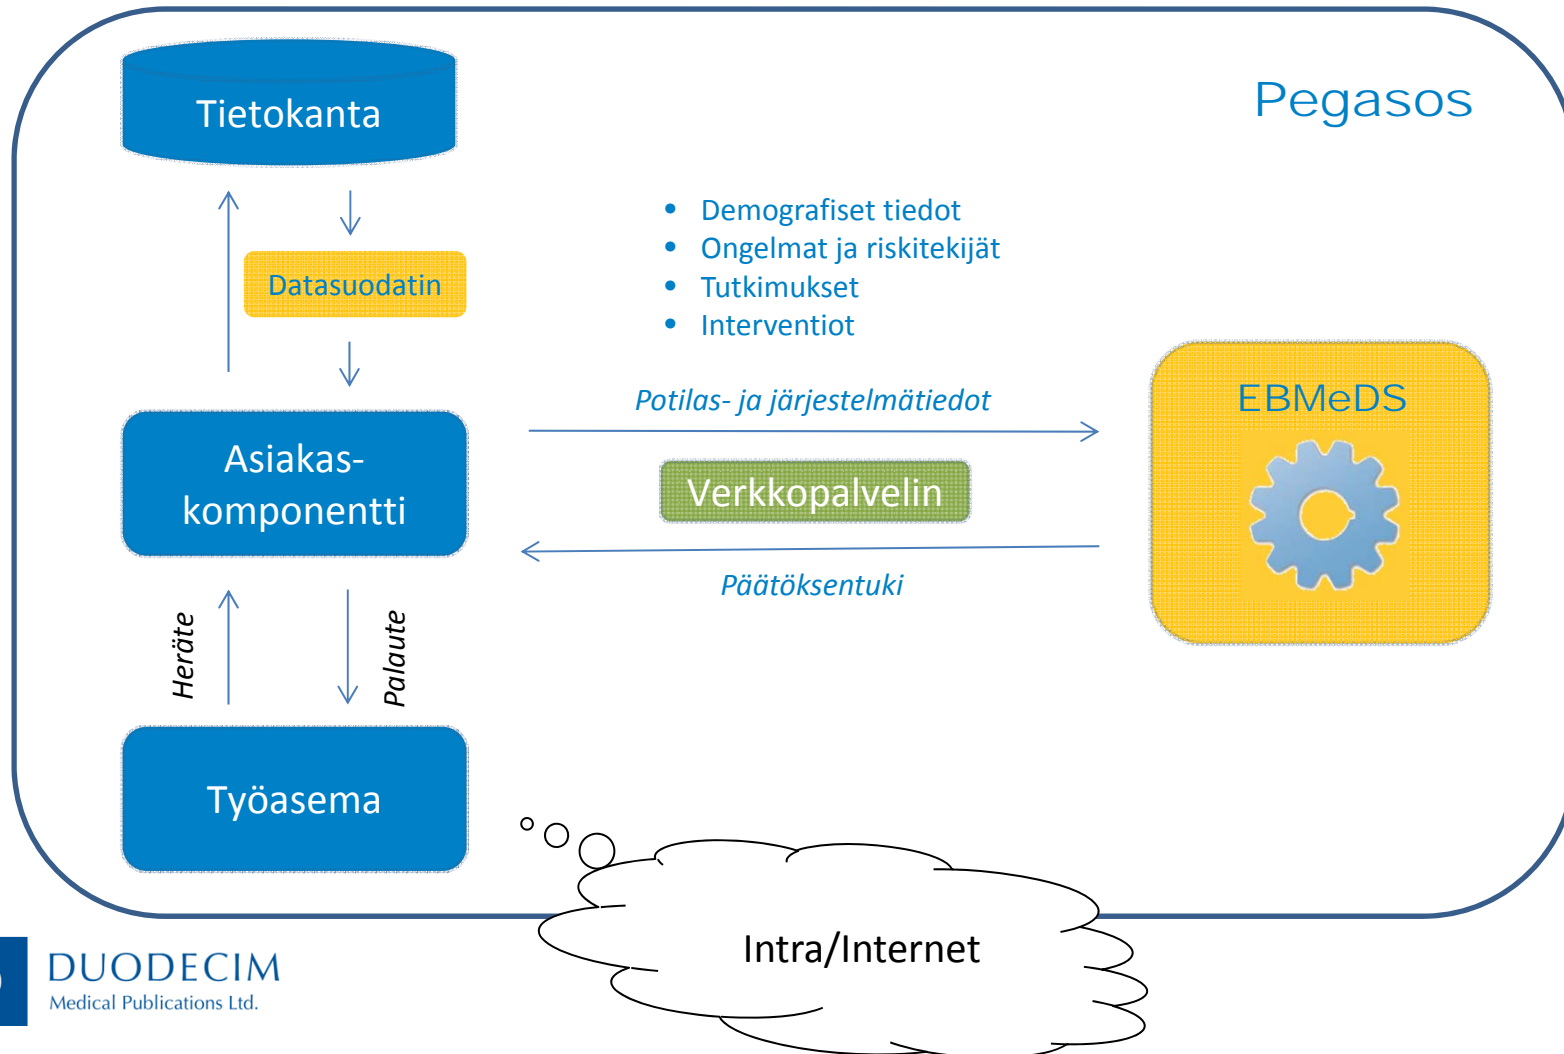 Pegasos
Tietokanta
Datasuodatin
• Demografiset tiedot
• Ongelmat ja riskitekijät
• Tutkimukset
• Interventiot
Potilas- ja järjestelmätiedot
EBMeDS
Asiakas-
komponentti
Verkkopalvelin
Päätöksentuki
Heräte
Palaute
Työasema
Intra/Internet
DUODECIM
Medical Publications Ltd.